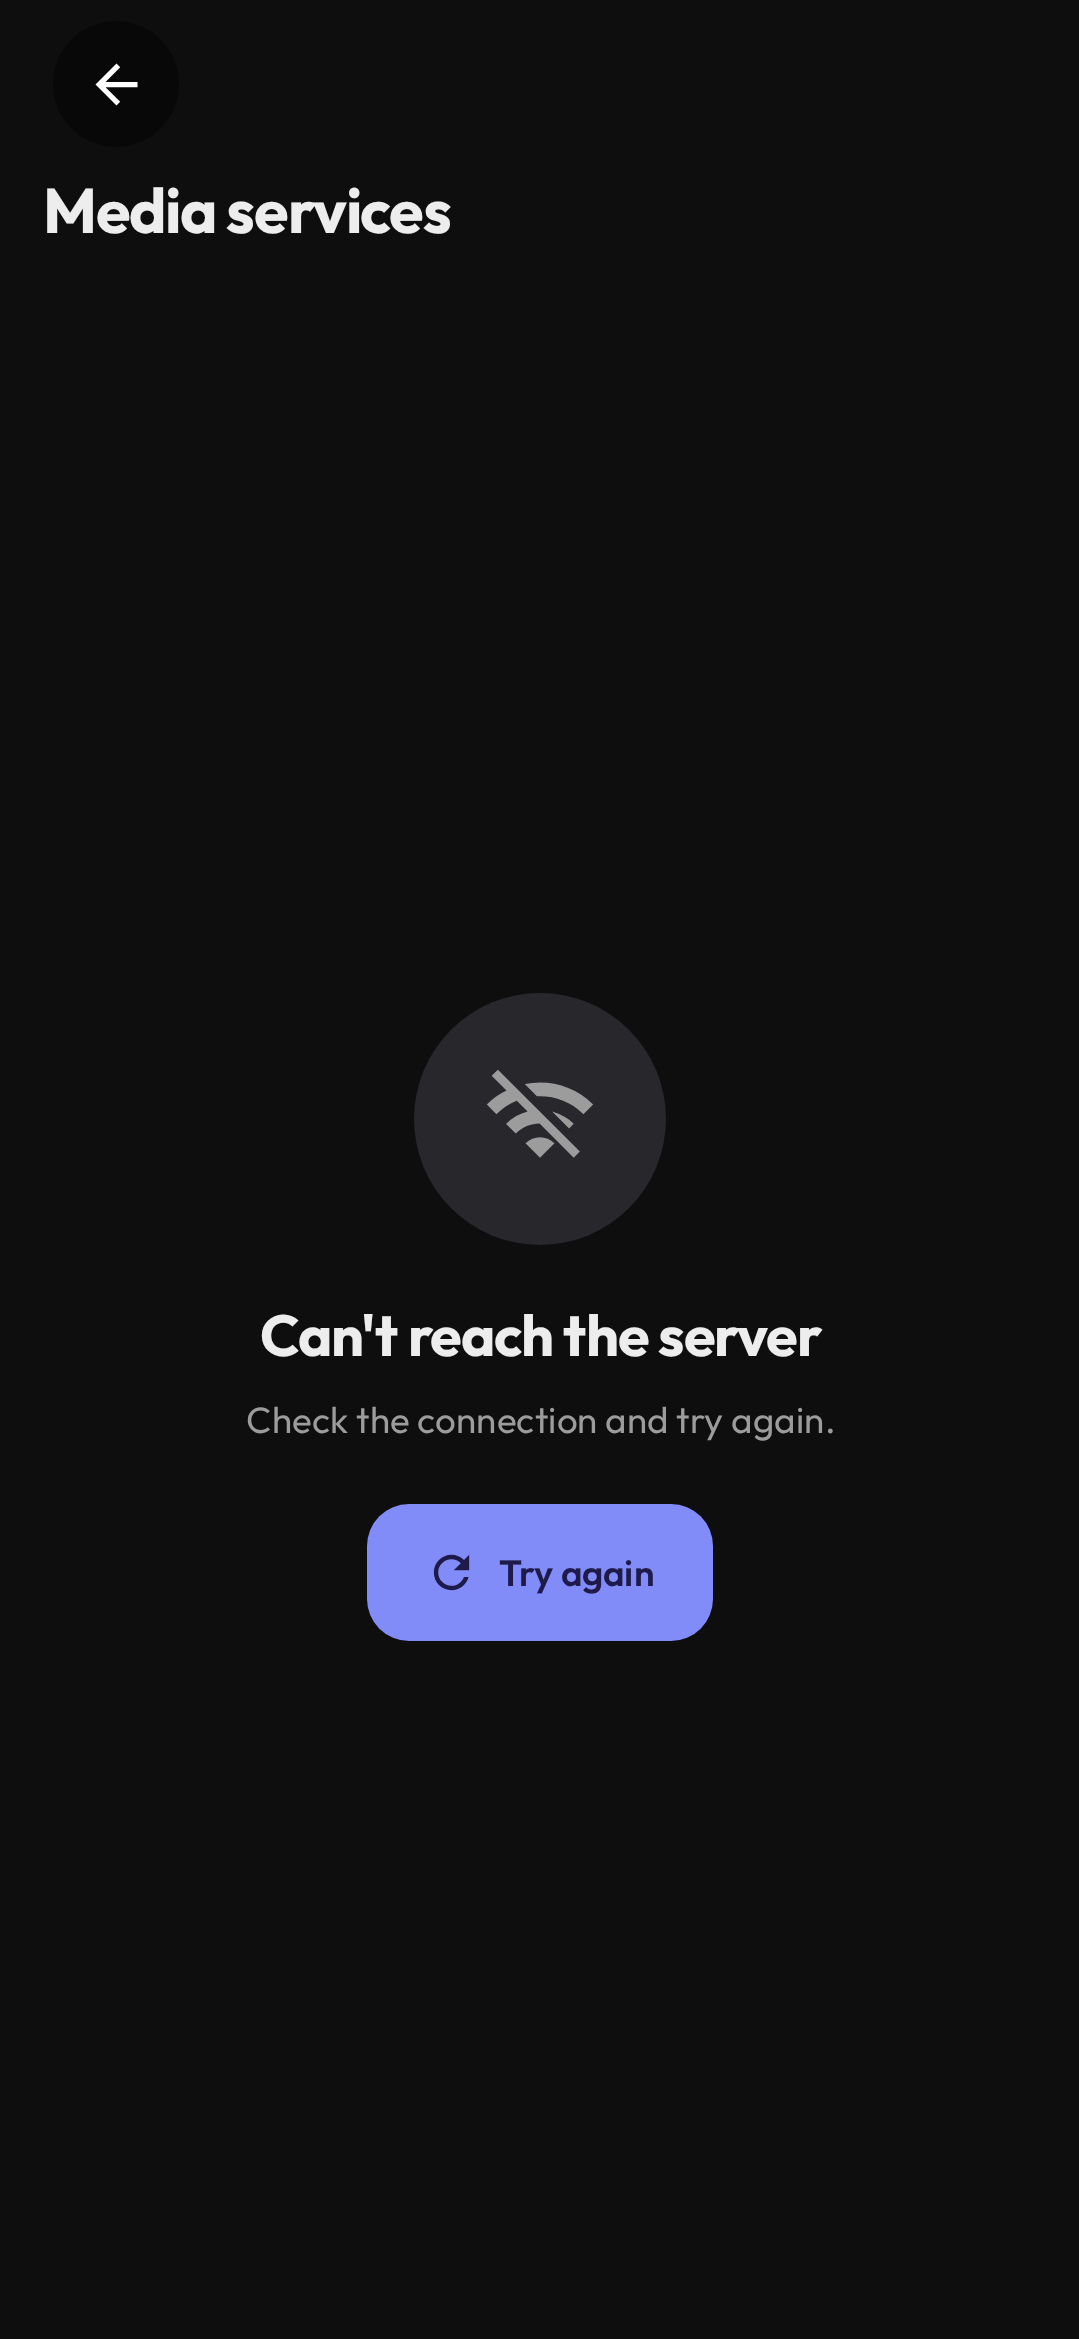 Media services
Can't reach the server
Check the connection and try again.
Try again